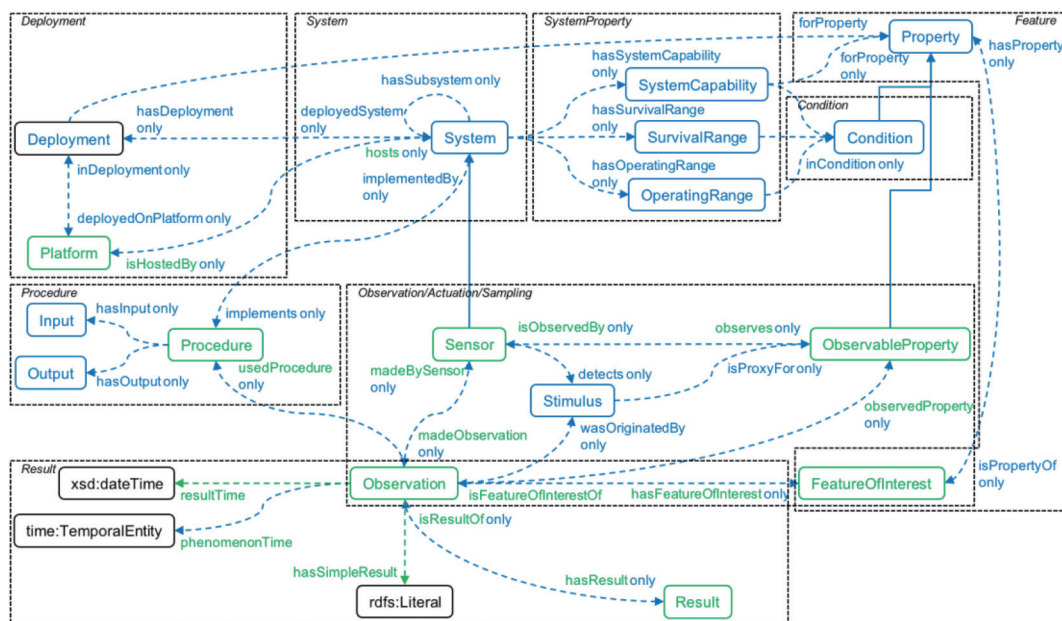 Deployment
System
SystemProperty
Feature
forProperty
Property
hasProperty
only
hasSystemCapability
only
forProperty
only
SystemCapability
hasSubsystem only
hasDeployment
only
deployedSystem
only
hasSurvivalRange
only
Condition
Deployment
System
SurvivalRange
Condition
hosts only
inDeployment only
implementedBy
only
hasOperatingRange
only
inCondition only
OperatingRange
deployedOnPlatform only
Platform
isHostedBy only
Procedure
Observation/Actuation/Sampling
Input
hasInput only
implements only
Procedure
isObservedBy only
observes only
Sensor
ObservableProperty
Output
hasOutput only
usedProcedure
only
madeBySensor
only
detects only
isProxyFor only
Stimulus
observedProperty
only
wasOriginatedBy
only
madeObservation
only
isPropertyOf
only
Result
xsd:dateTime
resultTime
Observation
isFeatureOfInterestOf
hasFeatureOfInterest only
FeatureOfInterest
isResultOf only
time:TemporalEntity
phenomenonTime
hasSimpleResult
hasResult only
rdfs:Literal
Result